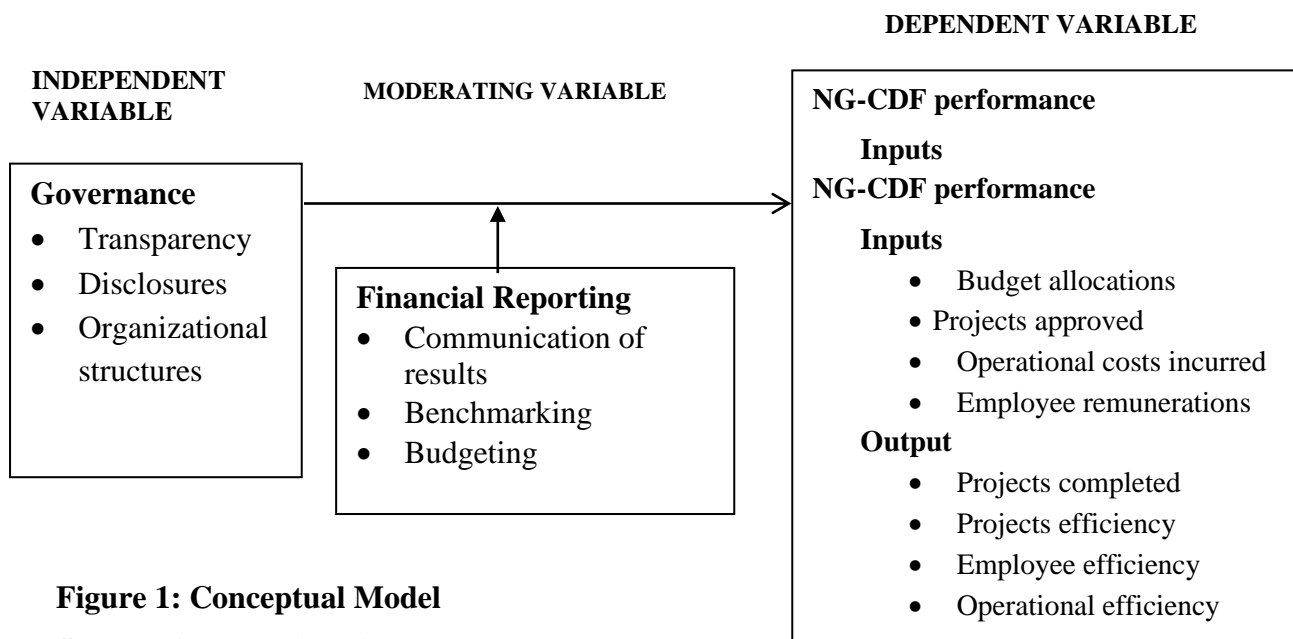 DEPENDENT VARIABLE
INDEPENDENT
VARIABLE
MODERATING VARIABLE
Governance
• Transparency
• Disclosures
• Organizational
structures
Financial Reporting
• Communication of
results
• Benchmarking
• Budgeting
NG-CDF performance
Inputs
NG-CDF performance
Inputs
• Budget allocations
• Projects approved
• Operational costs incurred
• Employee remunerations
Output
• Projects completed
• Projects efficiency
• Employee efficiency
• Operational efficiency
Figure 1: Conceptual Model